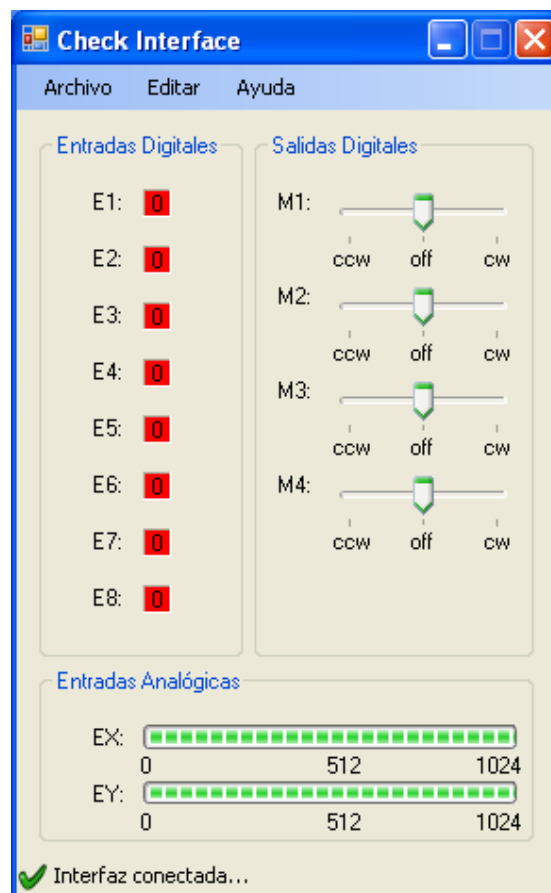 Check Interface
Archivo Editar Ayuda
Entradas Digitales
E1: 0
E2: 0
E3: 0
E4: 0
E5: 0
E6: 0
E7: 0
E8: 0
Salidas Digitales
M1:
ccw off cw
M2:
ccw off cw
M3:
ccw off cw
M4:
ccw off cw
Entradas Analógicas
EX:
0 512 1024
EY:
0 512 1024
Interfaz conectada...